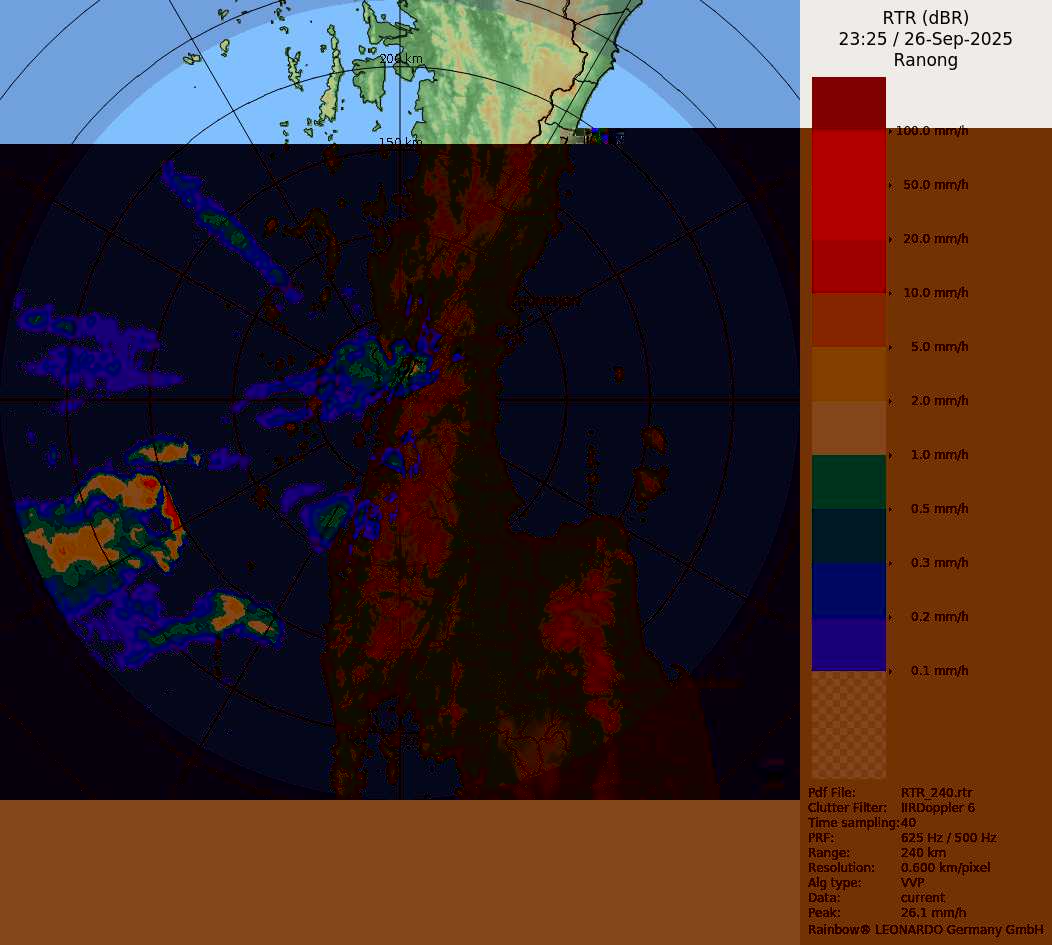 RTR (dBR)
23:25 / 26-Sep-2025
Ranong
200 km
150 km
100.0 mm/h
50.0 mm/h
20.0 mm/h
10.0 mm/h
5.0 mm/h
2.0 mm/h
1.0 mm/h
0.5 mm/h
0.3 mm/h
0.2 mm/h
0.1 mm/h
Pdf File: RTR_240.rtr
Clutter Filter: IIRDoppler 6
Time sampling:40
PRF: 625 Hz / 500 Hz
Range: 240 km
Resolution: 0.600 km/pixel
Alg type: VVP
Data: current
Peak: 26.1 mm/h
Rainbow® LEONARDO Germany GmbH